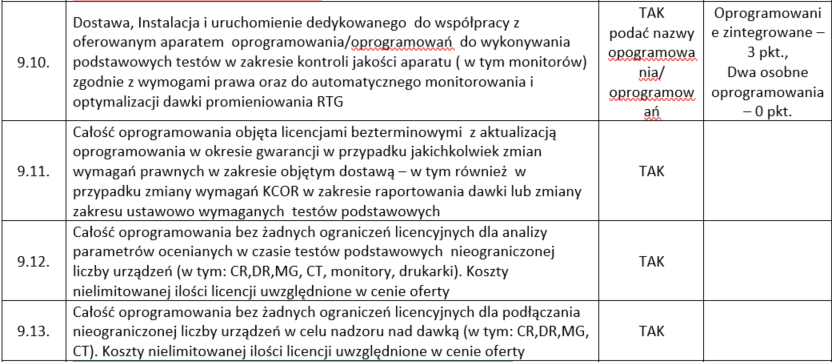 9.10.
Dostawa, Instalacja i uruchomienie dedykowanego do współpracy z
oferowanym aparatem oprogramowania/oprogramowań do wykonywania
podstawowych testów w zakresie kontroli jakości aparatu ( w tym monitorów)
zgodnie z wymogami prawa oraz do automatycznego monitorowania i
optymalizacji dawki promieniowania RTG
TAK
podać nazwy
opogramowa
nia/
oprogramow
ań
Oprogramowani
e zintegrowane –
3 pkt.,
Dwa osobne
oprogramowania
– 0 pkt.
9.11.
Całość oprogramowania objęta licencjami bezterminowymi z aktualizacją
oprogramowania w okresie gwarancji w przypadku jakichkolwiek zmian
wymagań prawnych w zakresie objętym dostawą – w tym również w
przypadku zmiany wymagań KCOR w zakresie raportowania dawki lub zmiany
zakresu ustawowo wymaganych testów podstawowych
TAK
9.12.
Całość oprogramowania bez żadnych ograniczeń licencyjnych dla analizy
parametrów ocenianych w czasie testów podstawowych nieograniczonej
liczby urządzeń (w tym: CR,DR,MG, CT, monitory, drukarki). Koszty
nielimitowanej ilości licencji uwzględnione w cenie oferty
TAK
9.13.
Całość oprogramowania bez żadnych ograniczeń licencyjnych dla podłączania
nieograniczonej liczby urządzeń w celu nadzoru nad dawką (w tym: CR,DR,MG,
CT). Koszty nielimitowanej ilości licencji uwzględnione w cenie oferty
TAK